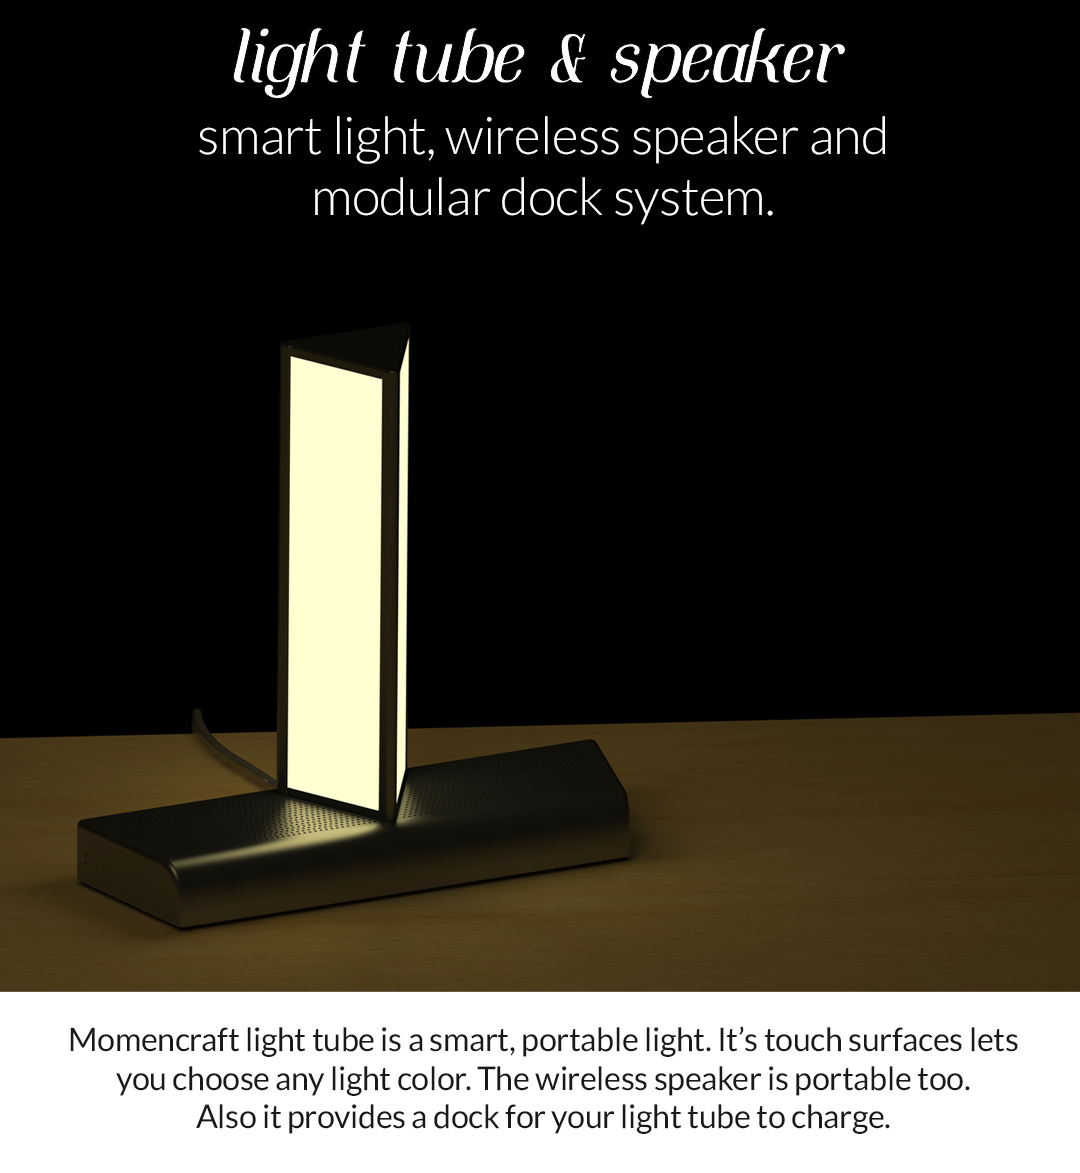 light tube & speaker
smart light, wireless speaker and
modular dock system.
Momencraft light tube is a smart, portable light. It’s touch surfaces lets
you choose any light color. The wireless speaker is portable too.
Also it provides a dock for your light tube to charge.